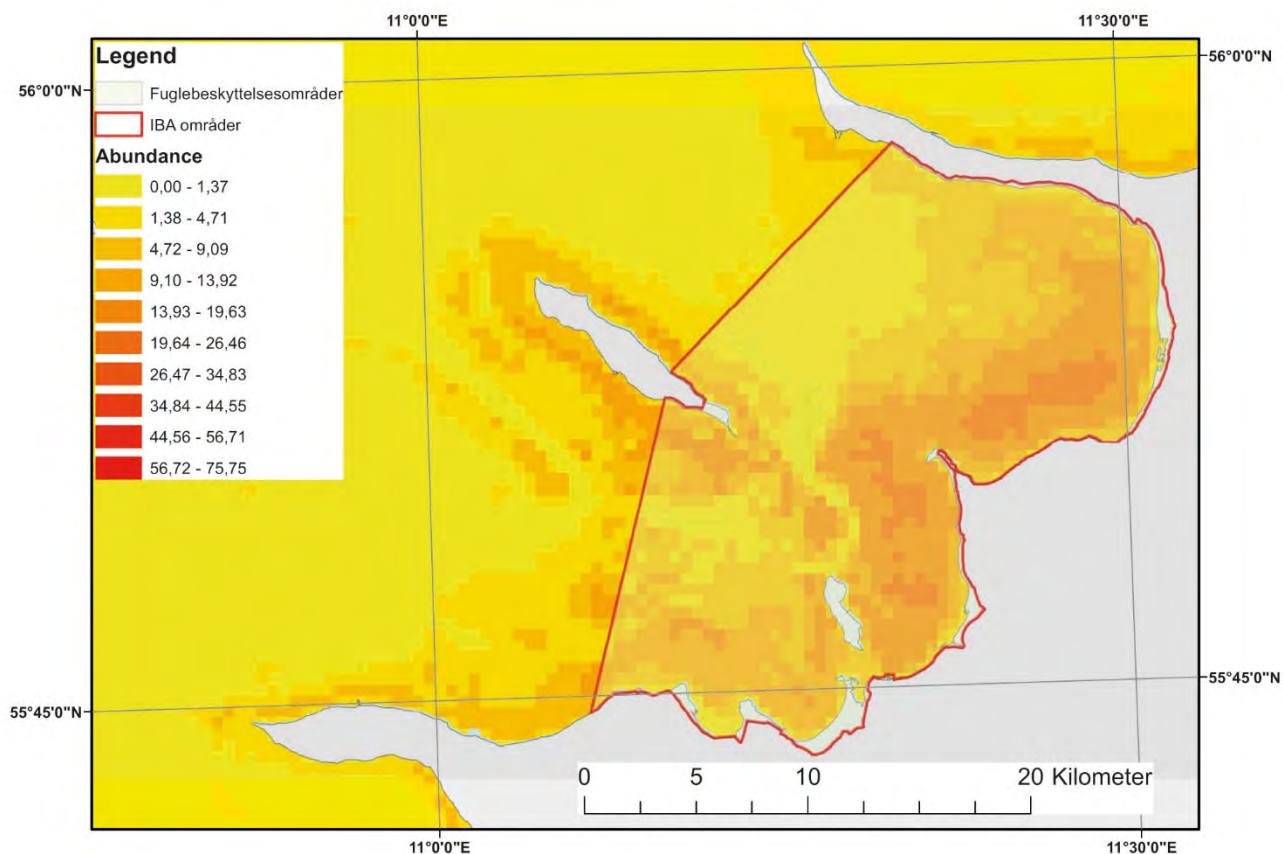 11°0'0"E
11°30'0"E
Legend
Fuglebeskyttelsesområder
IBA områder
Abundance
0,00 - 1,37
1,38 - 4,71
4,72 - 9,09
9,10 - 13,92
13,93 - 19,63
19,64 - 26,46
26,47 - 34,83
34,84 - 44,55
44,56 - 56,71
56,72 - 75,75
56°0'0"N
56°0'0"N
55°45'0"N
55°45'0"N
0 5 10 20 Kilometer
11°0'0"E
11°30'0"E